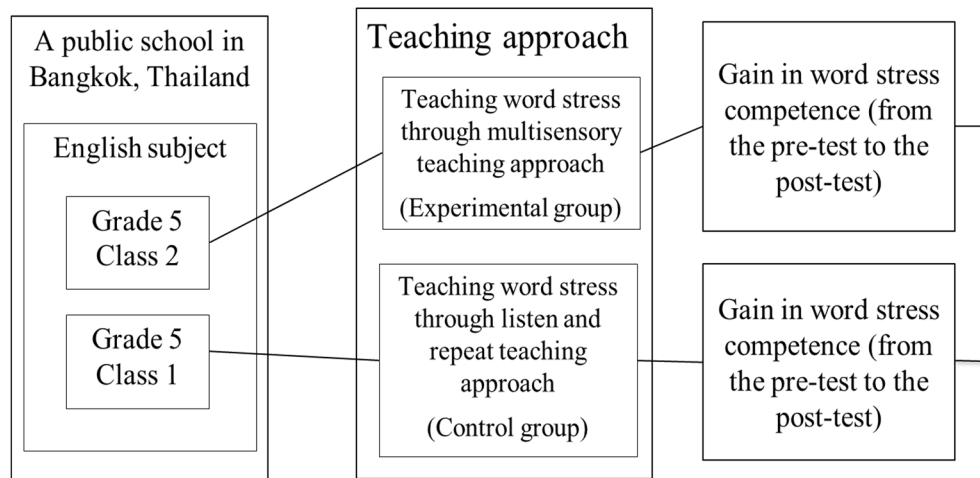 A public school in
Bangkok, Thailand
English subject
Grade 5
Class 2
Grade 5
Class 1
Teaching approach
Teaching word stress
through multisensory
teaching approach
(Experimental group)
Teaching word stress
through listen and
repeat teaching
approach
(Control group)
Gain in word stress
competence (from
the pre-test to the
post-test)
Gain in word stress
competence (from
the pre-test to the
post-test)